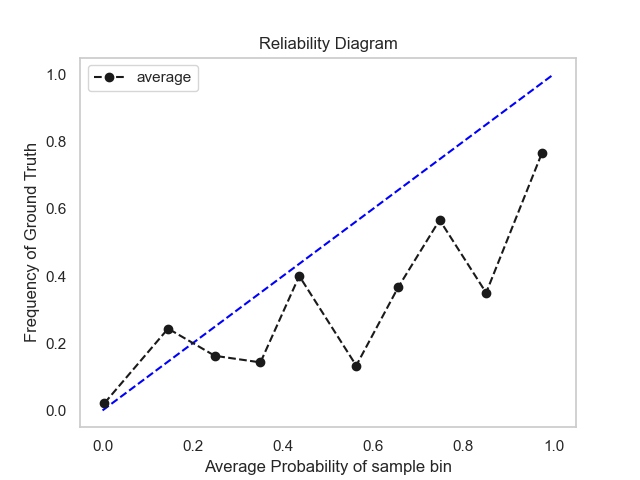 Reliability Diagram
average
1.0
0.8
0.6
0.4
0.2
0.0
Frequency of Ground Truth
0.0 0.2 0.4 0.6 0.8 1.0
Average Probability of sample bin